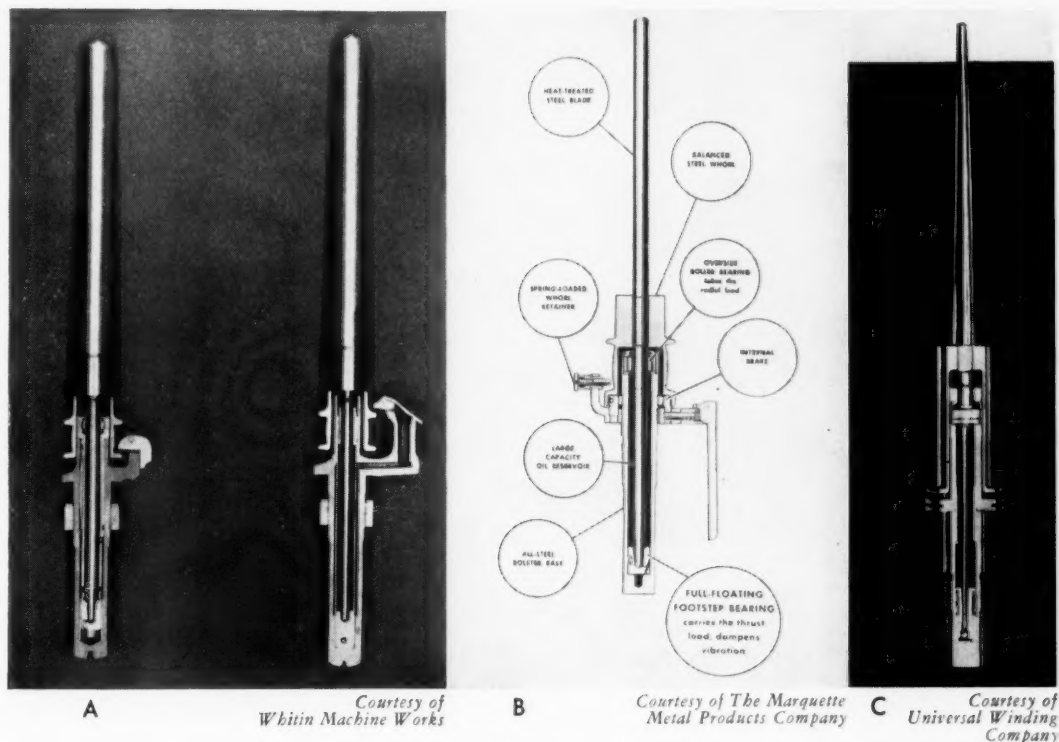 HEAT-TREATED
STEEL BLADE
BALANCED
STEEL WHORL
OVERSIZE
ROLLER BEARING
takes the
radial load
SPRING-LOADED
WHORL
RETAINER
INTERNAL
BRAKE
LARGE
CAPACITY
OIL RESERVOIR
ALL-STEEL
BOLSTER BASE
FULL-FLOATING
FOOTSTEP BEARING
carries the thrust
load, dampens
vibration
A
Courtesy of
Whitin Machine Works
B
Courtesy of The Marquette
Metal Products Company
C
Courtesy of
Universal Winding
Company